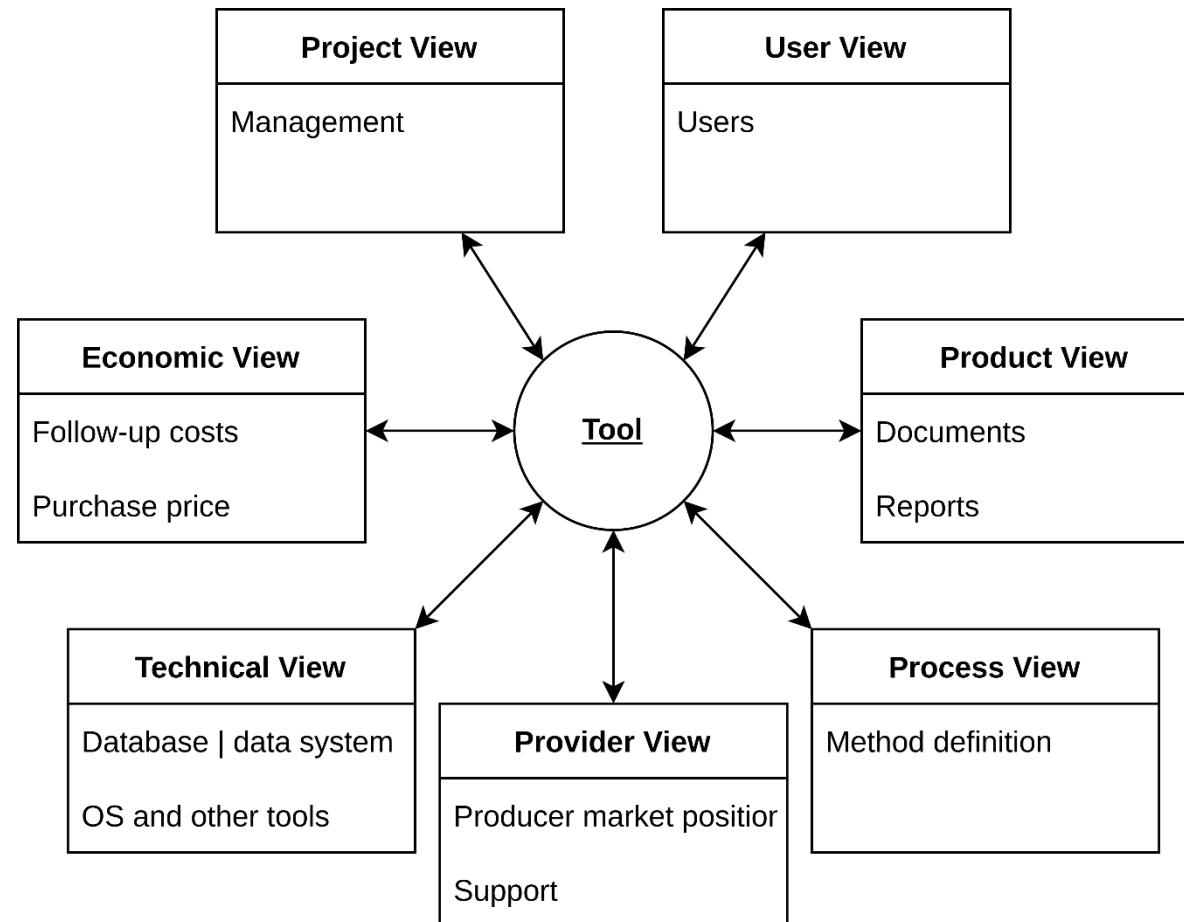 Project View
Management
User View
Users
Economic View
Follow-up costs
Purchase price
Tool
Product View
Documents
Reports
Technical View
Database | data system
OS and other tools
Provider View
Producer market position
Support
Process View
Method definition